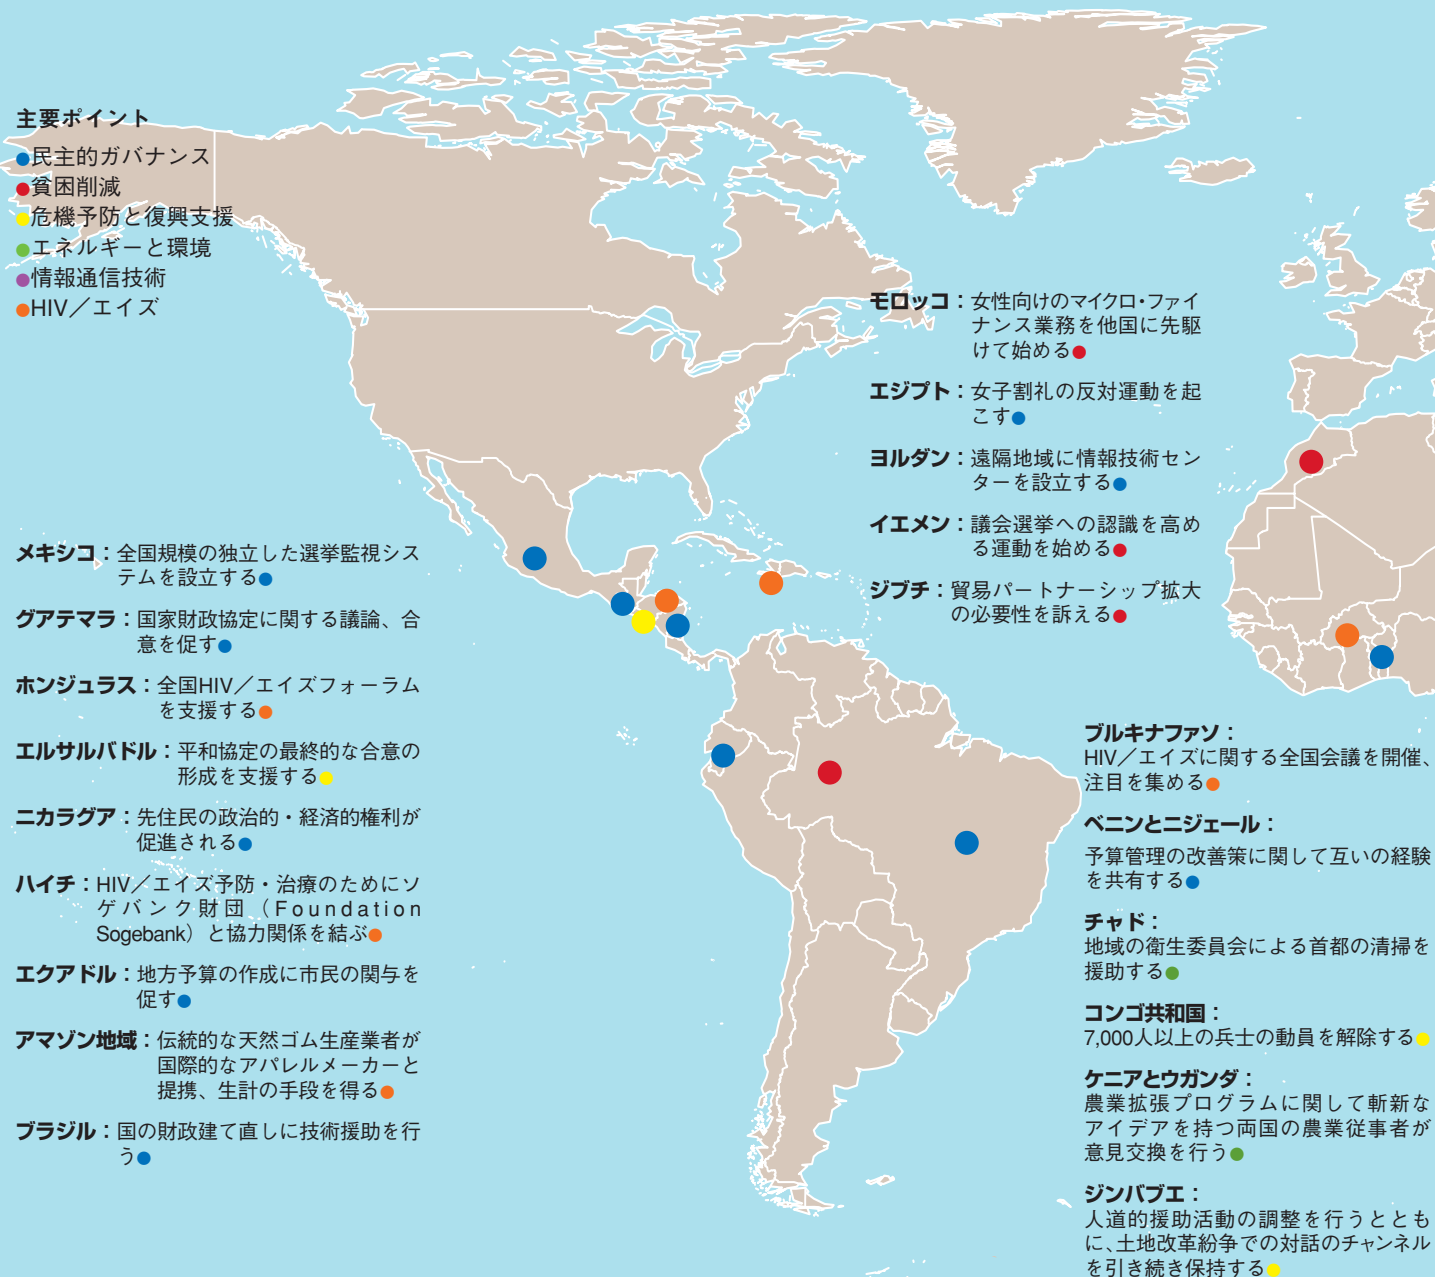 主要ポイント
●民主的ガバナンス
●貧困削減
●危機予防と復興支援
●エネルギーと環境
●情報通信技術
●HIV／エイズ
メキシコ：全国規模の独立した選挙監視シス
テムを設立する●
グアテマラ：国家財政協定に関する議論、合
意を促す●
ホンジュラス：全国HIV／エイズフォーラム
を支援する●
エルサルバドル：平和協定の最終的な合意の
形成を支援する●
ニカラグア：先住民の政治的・経済的権利が
促進される●
ハイチ：HIV／エイズ予防・治療のためにソ
ゲバンク財団（Foundation
Sogebank）と協力関係を結ぶ●
エクアドル：地方予算の作成に市民の関与を
促す●
アマゾン地域：伝統的な天然ゴム生産業者が
国際的なアパレルメーカーと
提携、生計の手段を得る●
ブラジル：国の財政建て直しに技術援助を行
う●
モロッコ：女性向けのマイクロ・ファイ
ナンス業務を他国に先駆
けて始める●
エジプト：女子割礼の反対運動を起
こす●
ヨルダン：遠隔地域に情報技術セン
ターを設立する●
イエメン：議会選挙への認識を高め
る運動を始める●
ジブチ：貿易パートナーシップ拡大
の必要性を訴える●
ブルキナファソ：
HIV／エイズに関する全国会議を開催、
注目を集める●
ベニンとニジェール：
予算管理の改善策に関して互いの経験
を共有する●
チャド：
地域の衛生委員会による首都の清掃を
援助する●
コンゴ共和国：
7,000人以上の兵士の動員を解除する●
ケニアとウガンダ：
農業拡張プログラムに関して斬新な
アイデアを持つ両国の農業従事者が
意見交換を行う●
ジンバブエ：
人道的援助活動の調整を行うととも
に、土地改革紛争での対話のチャンネル
を引き続き保持する●